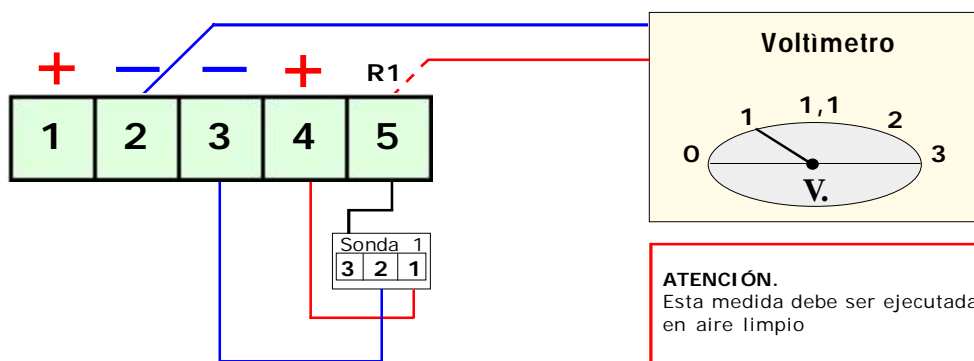 + — — + R1
1 2 3 4 5
Sonda 1
3 2 1
Voltìmetro
0 1 1,1 2 3
V.
ATENCIÓN.
Esta medida debe ser ejecutada
en aire limpio